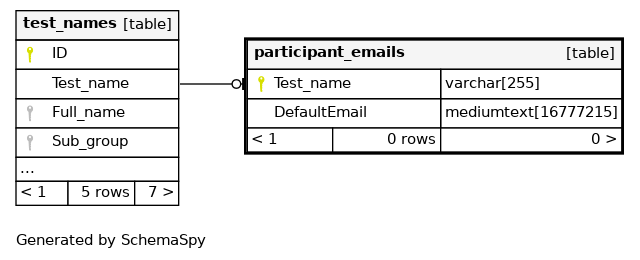 test_names [table]
ID
Test_name
Full_name
Sub_group
...
< 1 5 rows 7 >
participant_emails [table]
Test_name varchar[255]
DefaultEmail mediumtext[16777215]
< 1 0 rows 0 >
Generated by SchemaSpy